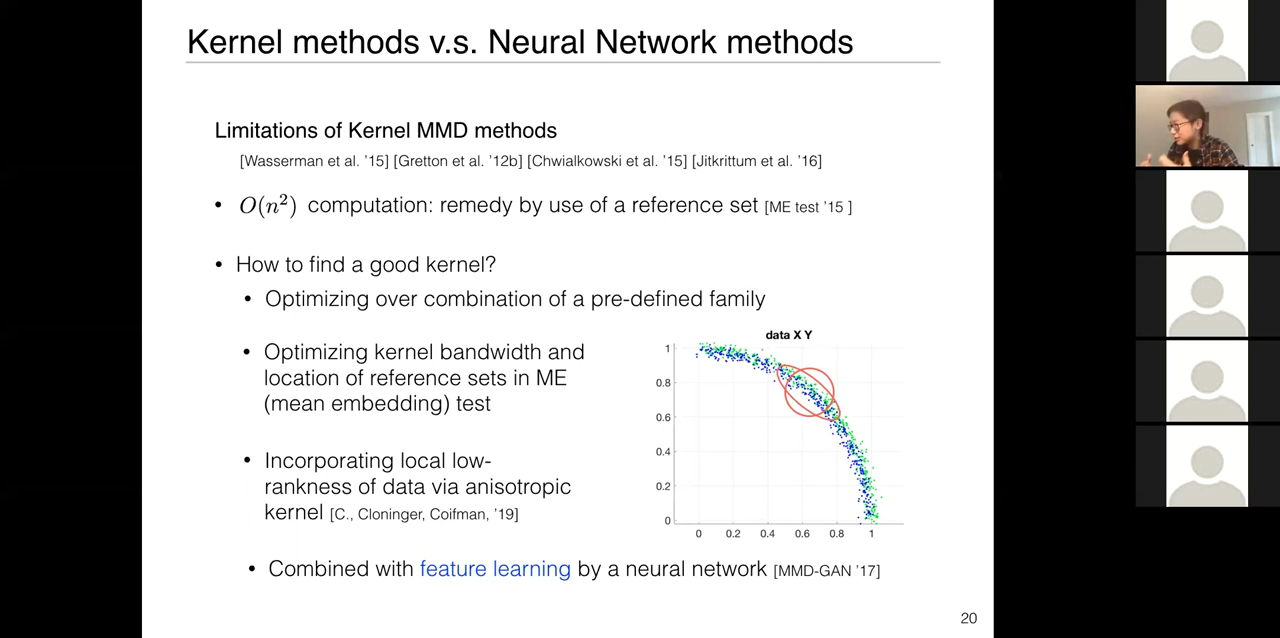 Kernel methods v.s. Neural Network methods
Limitations of Kernel MMD methods
[Wasserman et al. '15] [Gretton et al. '12b] [Chwialkowski et al. '15] [Jitkrittum et al. '16]
• O(n²) computation: remedy by use of a reference set [ME test '15 ]
• How to find a good kernel?
• Optimizing over combination of a pre-defined family
• Optimizing kernel bandwidth and
location of reference sets in ME
(mean embedding) test
• Incorporating local low-
rankness of data via anisotropic
kernel [C., Cloninger, Coifman, '19]
data X Y
1
0.8
0.6
0.4
0.2
0
0 0.2 0.4 0.6 0.8 1
• Combined with feature learning by a neural network [MMD-GAN '17]
20